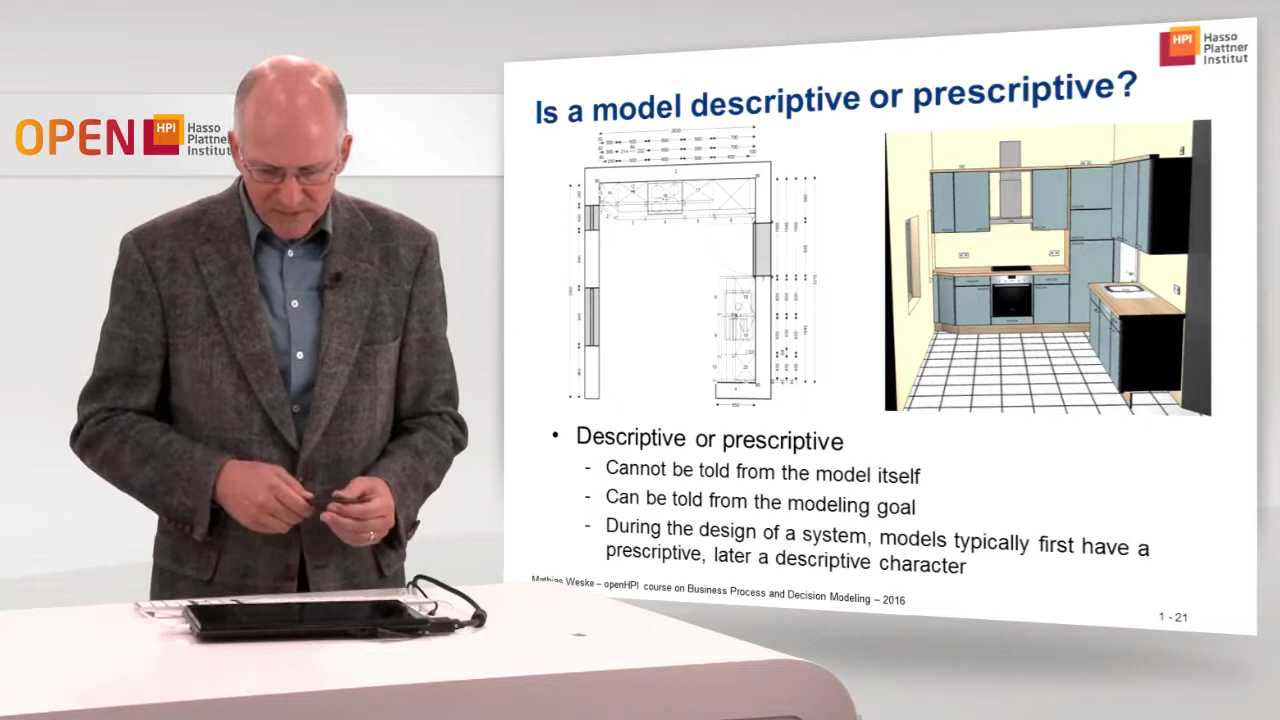 OPEN HPI Hasso
Plattner
Institut
HPI Hasso
Plattner
Institut
Is a model descriptive or prescriptive?
• Descriptive or prescriptive
- Cannot be told from the model itself
- Can be told from the modeling goal
- During the design of a system, models typically first have a
prescriptive, later a descriptive character
Mathias Weske – openHPI course on Business Process and Decision Modeling – 2016
1 - 21